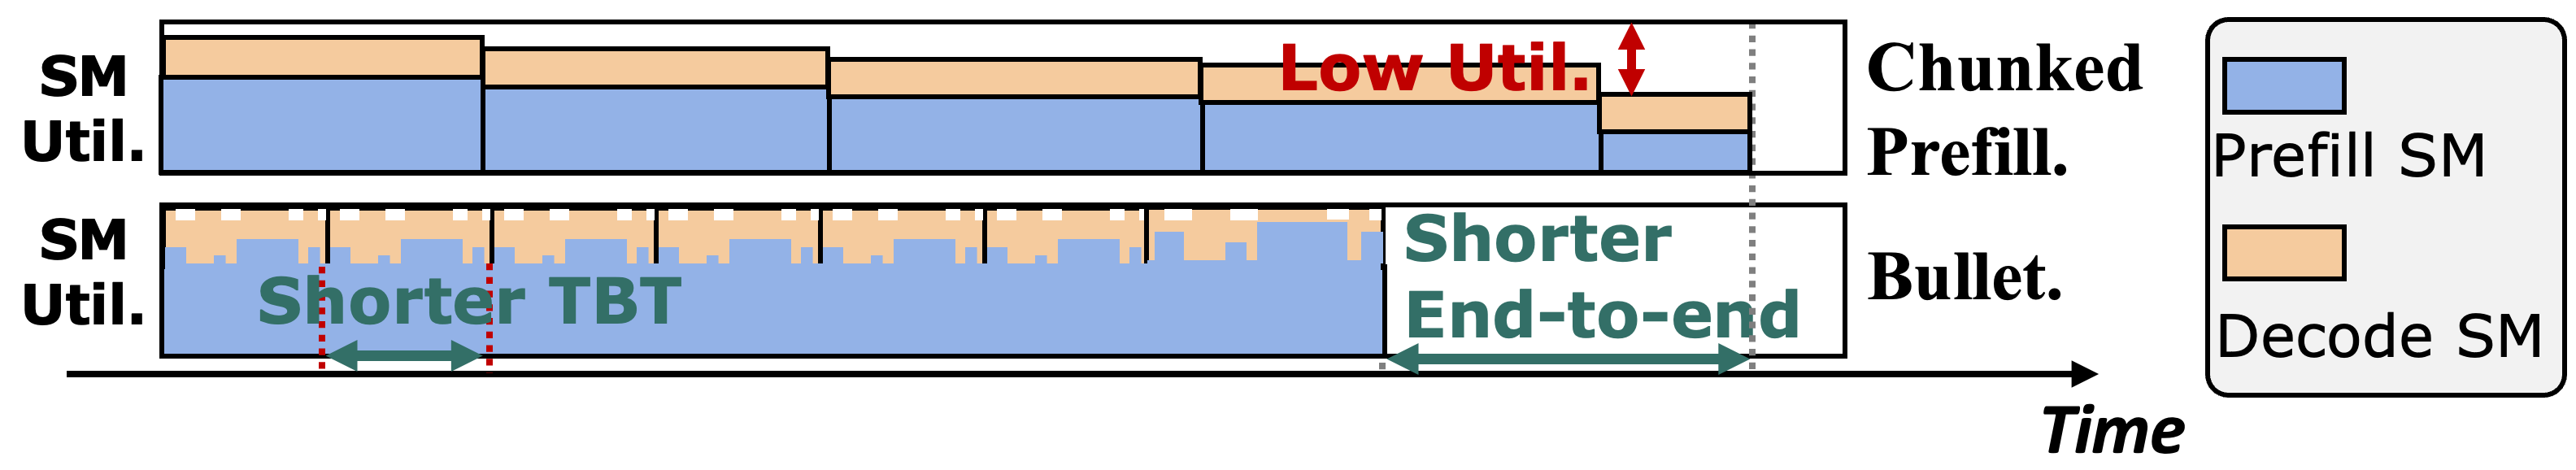 SM
Util.
Low Util.
Chunked
Prefill.
SM
Util.
Shorter TBT
Shorter
End-to-end
Bullet.
Time
Prefill SM
Decode SM